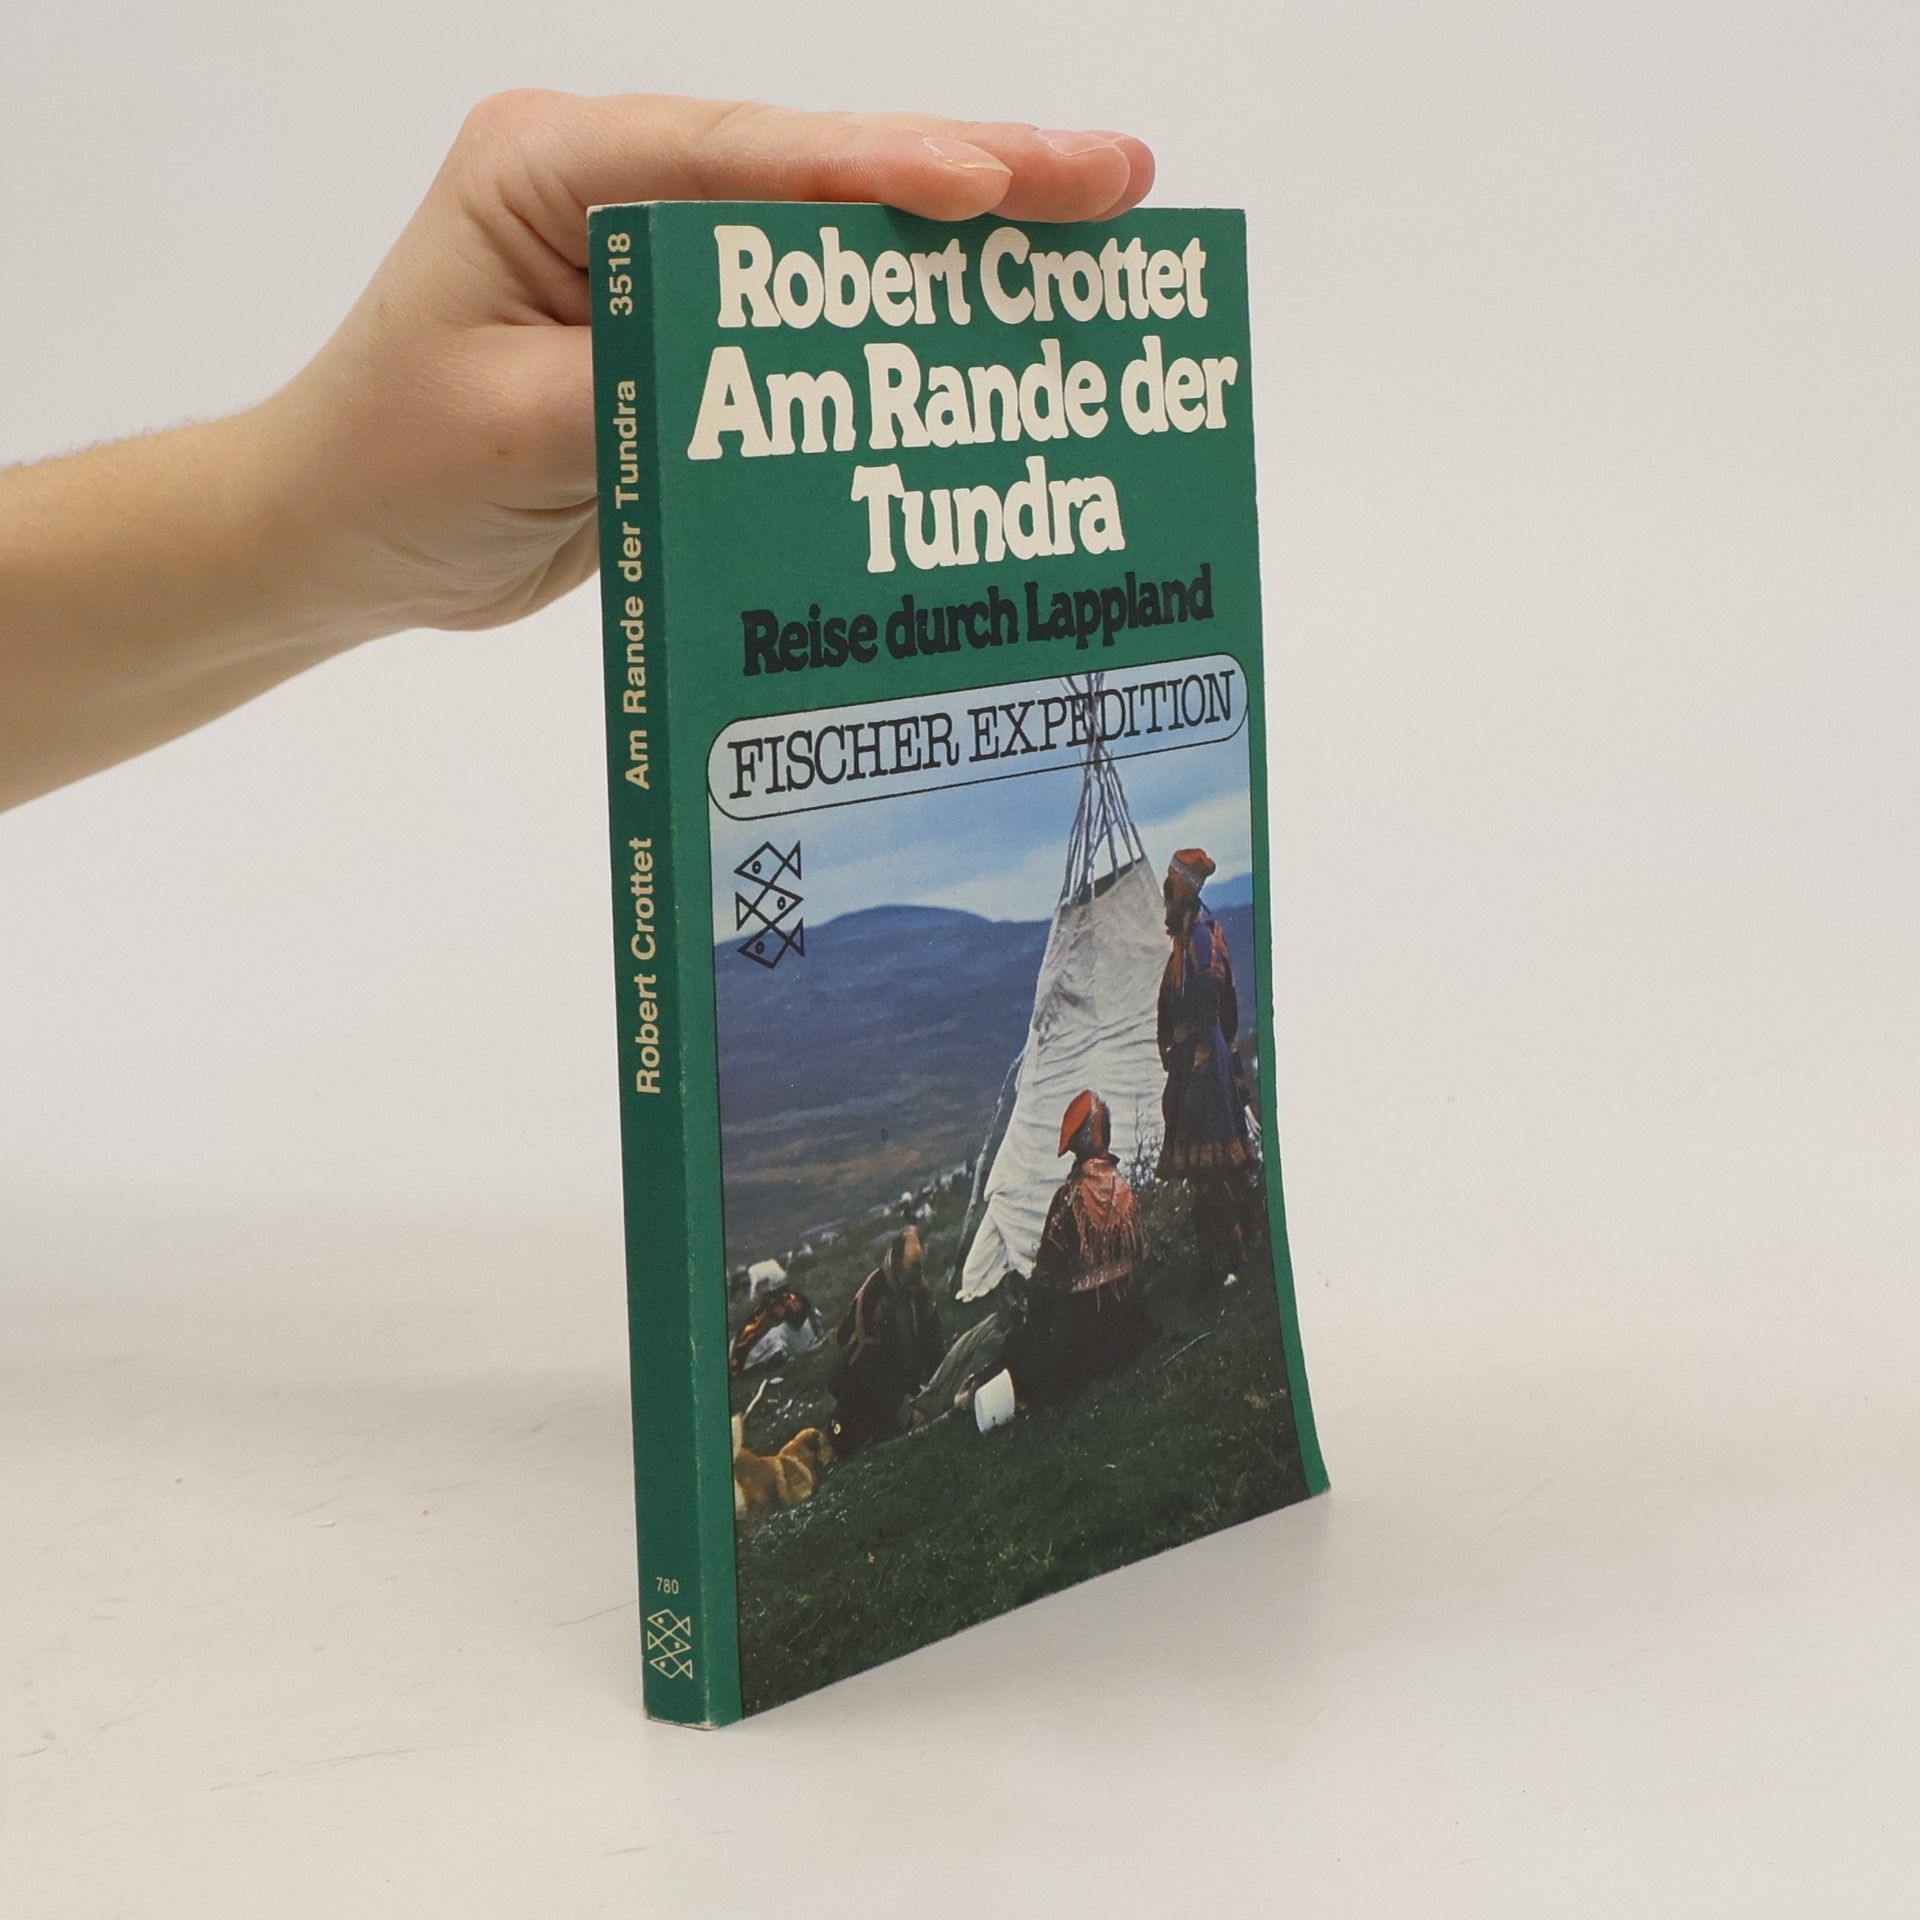 Robert Crottet
Am Rande der
Tundra
Reise durch Lappland
FISCHER EXPEDITION
Robert Crottet Am Rande der Tundra 3518
780